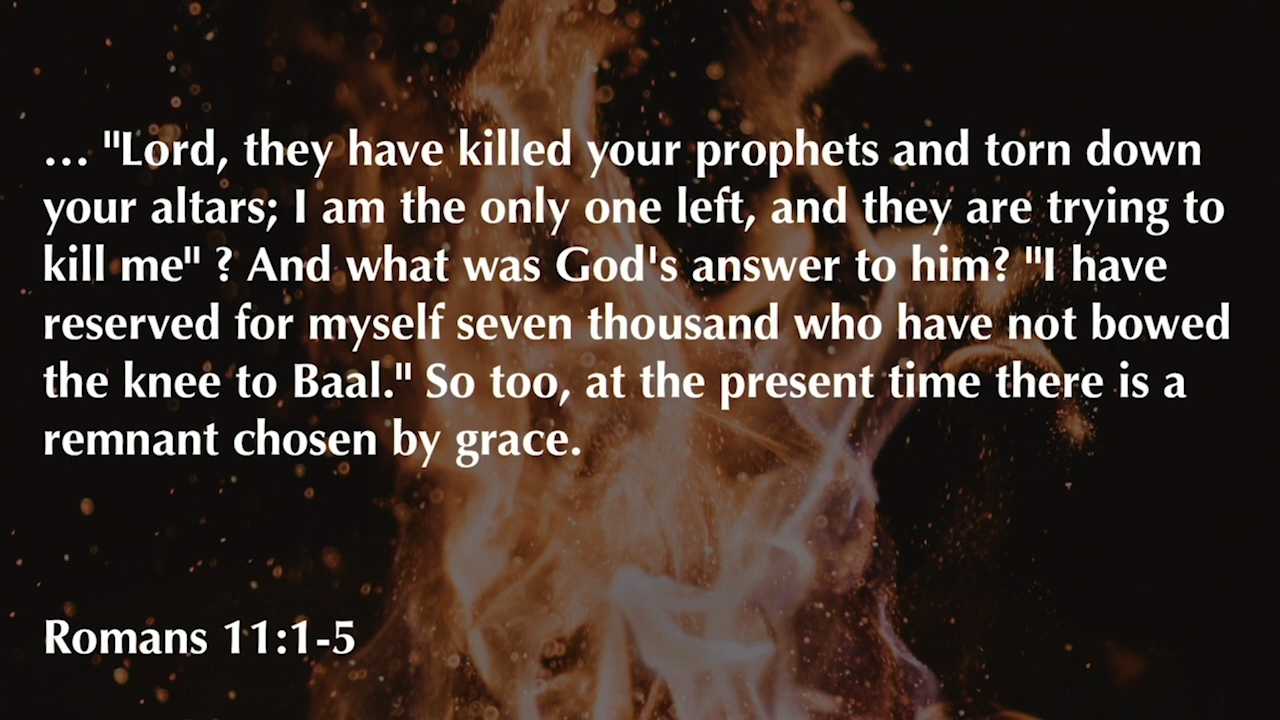 ... "Lord, they have killed your prophets and torn down
your altars; I am the only one left, and they are trying to
kill me" ? And what was God's answer to him? "I have
reserved for myself seven thousand who have not bowed
the knee to Baal." So too, at the present time there is a
remnant chosen by grace.
Romans 11:1-5